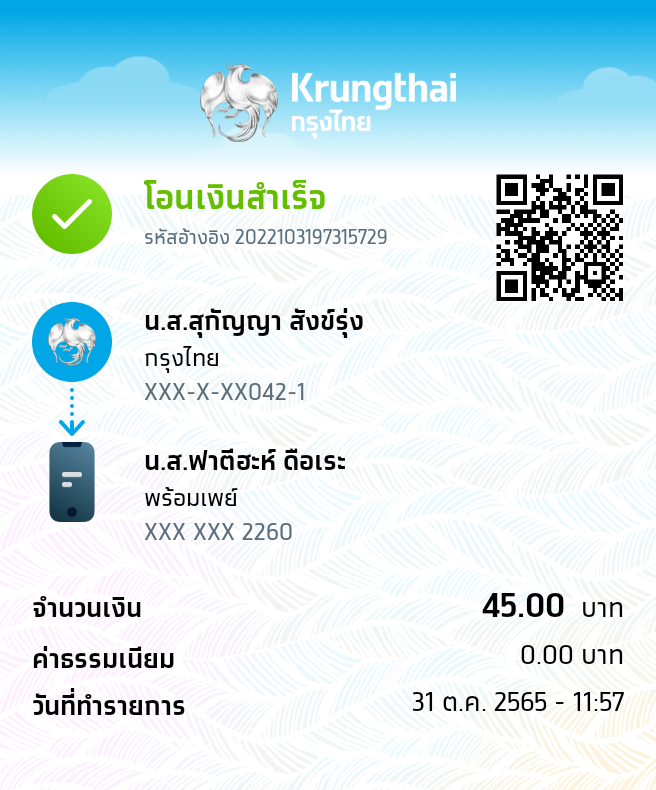 Krungthai
กรุงไทย
โอนเงินสำเร็จ
รหัสอ้างอิง 2022103197315729
น.ส.สุกัญญา สังข์รุ่ง
กรุงไทย
XXX-X-XX042-1
น.ส.ฟาตีฮะห์ ดือเระ
พร้อมเพย์
XXX XXX 2260
จำนวนเงิน 45.00 บาท
ค่าธรรมเนียม 0.00 บาท
วันที่ทำรายการ 31 ต.ค. 2565 - 11:57